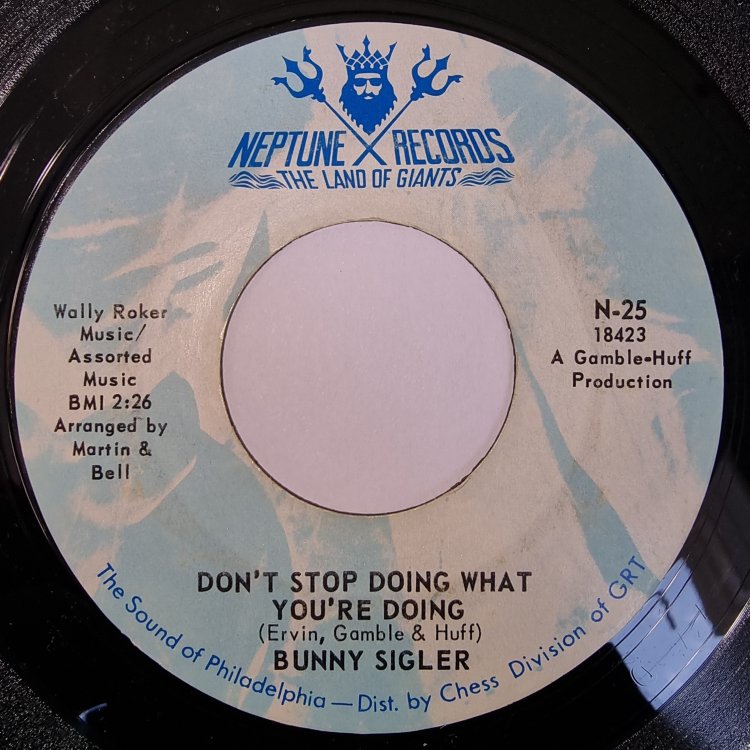 NEPTUNE RECORDS
THE LAND OF GIANTS
Wally Roker
Music/
Assorted
Music
BMI 2:26
Arranged by
Martin &
Bell
N-25
18423
A Gamble-Huff
Production
DON'T STOP DOING WHAT
YOU'RE DOING
(Ervin, Gamble & Huff)
BUNNY SIGLER
The Sound of Philadelphia — Dist. by Chess Division of GRT